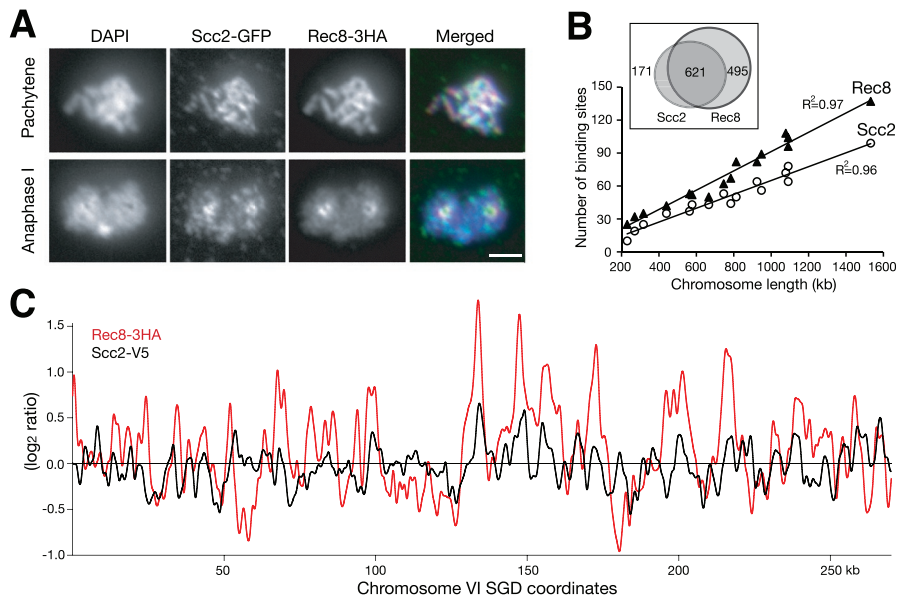 A
DAPI Scc2-GFP Rec8-3HA Merged
Pachytene
Anaphase I
B
171 621 495
Scc2 Rec8
Number of binding sites
150
120
90
60
30
0
200 400 600 800 1000 1200 1400 1600
Chromosome length (kb)
R²=0.97
Rec8
Scc2
R²=0.96
C
Rec8-3HA
Scc2-V5
(log2 ratio)
1.5
1.0
0.5
0.0
-0.5
-1.0
50 100 150 200 250 kb
Chromosome VI SGD coordinates